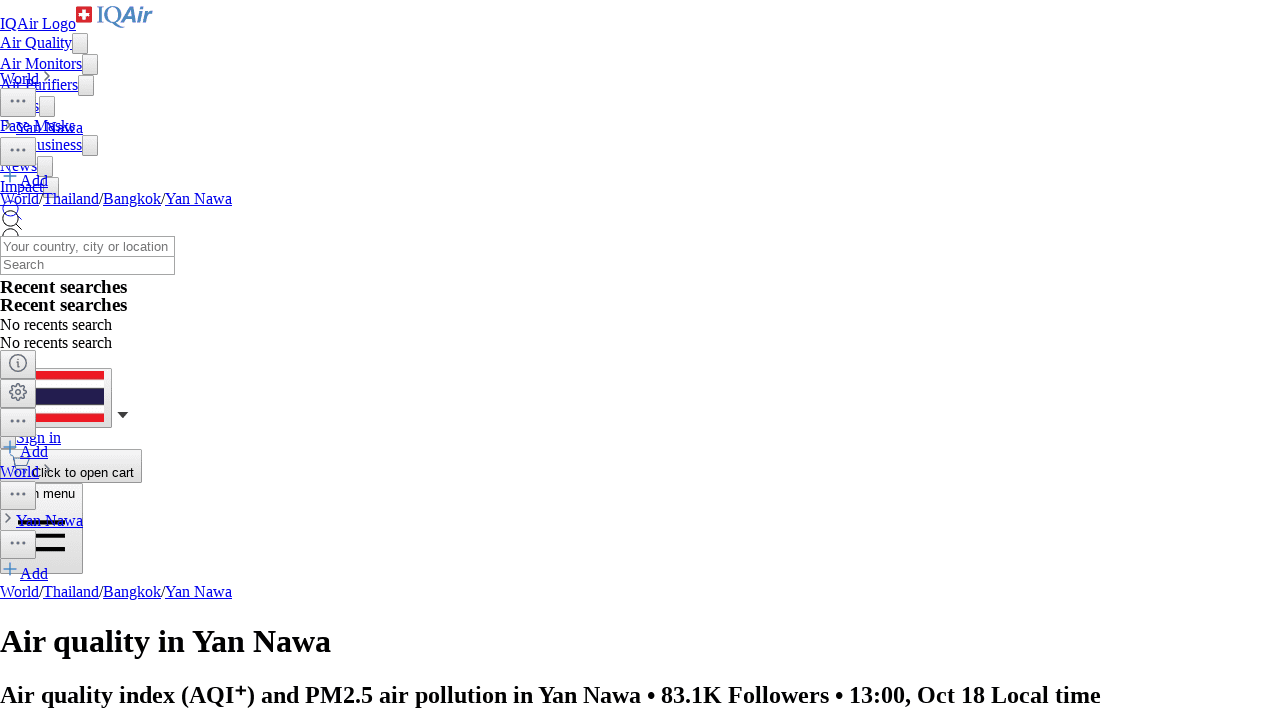 IQAir Logo IQAir
Air Quality
Air Monitors
World
Air Purifiers
Face Masks
Yan Nawa
News
Add
Impact
World/Thailand/Bangkok/Yan Nawa
Your country, city or location
Search
Recent searches
Recent searches
No recents search
No recents search
Sign in
Add
Click to open cart
World
menu
Yan Nawa
Add
World/Thailand/Bangkok/Yan Nawa
Air quality in Yan Nawa
Air quality index (AQI⁺) and PM2.5 air pollution in Yan Nawa • 83.1K Followers • 13:00, Oct 18 Local time